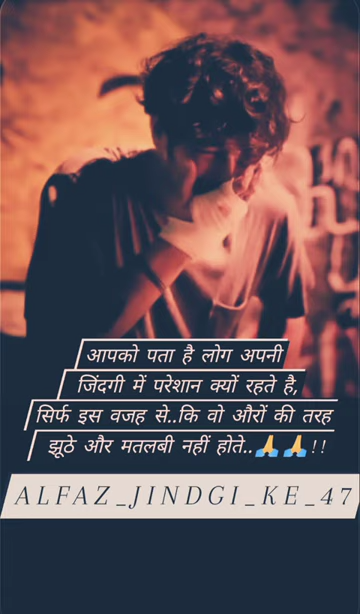 आपको पता है लोग अपनी
जिंदगी में परेशान क्यों रहते है,
सिर्फ इस वजह से..कि वो औरों की तरह
झूठे और मतलबी नहीं होते..🙏🙏!!
ALFAZ_JINDGI_KE_47